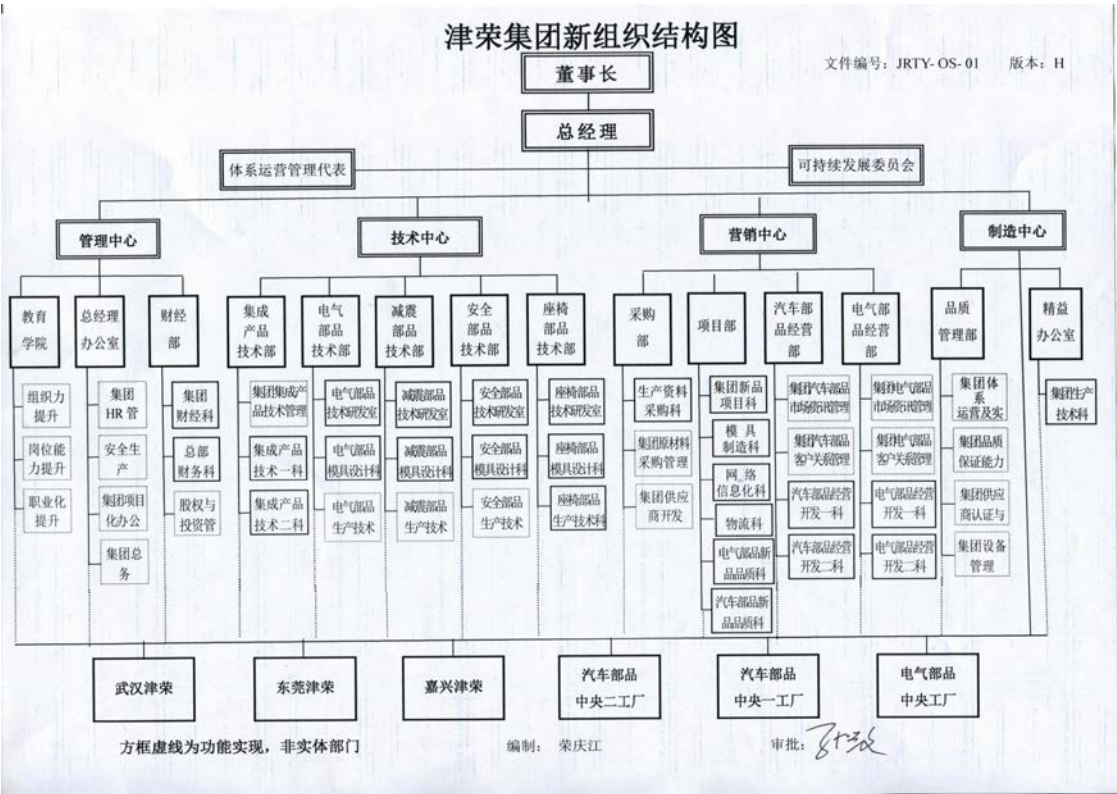 津荣集团新组织结构图
文件编号：JRTY-OS-01 版本：H
董事长
总经理
体系运营管理代表
可持续发展委员会
管理中心
技术中心
营销中心
制造中心
教育
学院
总经理
办公室
财经
部
集成
产品
技术部
电气
部品
技术部
减震
部品
技术部
安全
部品
技术部
座椅
部品
技术部
采购
部
项目部
汽车部
品经营
部
电气部
品经营
部
品质
管理部
精益
办公室
组织力
提升
岗位能
力提升
职业化
提升
集团
HR 管
安全生
产
集团项目
化办公
集团总
务
集团
财经科
总部
财务科
股权与
投资管
集团集成产
品技术管理
集成产品
技术一科
集成产品
技术二科
电气部品
技术研发室
电气部品
模具设计科
电气部品
生产技术
减震部品
技术研发室
减震部品
模具设计科
减震部品
生产技术
安全部品
技术研发室
安全部品
模具设计科
安全部品
生产技术
座椅部品
技术研发室
座椅部品
模具设计科
座椅部品
生产技术科
生产资料
采购科
集团原材料
采购管理
集团供应
商开发
集团新品
项目科
模 具
制造科
网 络
信息化科
物流科
电气部品新
品品质科
汽车部品新
品品质科
集团汽车部品
市场资讯管理
集团汽车部品
客户关系管理
汽车部品经营
开发一科
汽车部品经营
开发二科
集团电气部品
市场资讯管理
集团电气部品
客户关系管理
电气部品经营
开发一科
电气部品经营
开发二科
集团体
系
运营及实
集团品质
保证能力
集团供应
商认证与
集团设备
管理
集团生产
技术科
武汉津荣
东莞津荣
嘉兴津荣
汽车部品
中央二工厂
汽车部品
中央一工厂
电气部品
中央工厂
方框虚线为功能实现，非实体部门
编制： 荣庆江
审批：